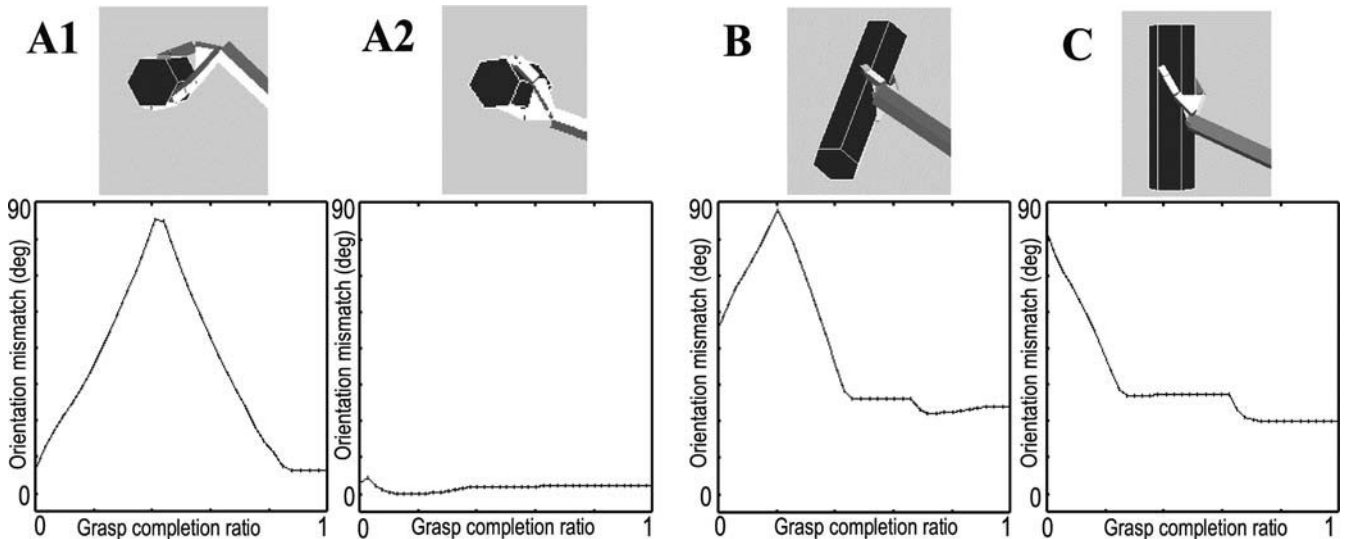 A1
A2
B
C
90
Orientation mismatch (deg)
0
0
Grasp completion ratio
1
90
Orientation mismatch (deg)
0
0
Grasp completion ratio
1
90
Orientation mismatch (deg)
0
0
Grasp completion ratio
1
90
Orientation mismatch (deg)
0
0
Grasp completion ratio
1